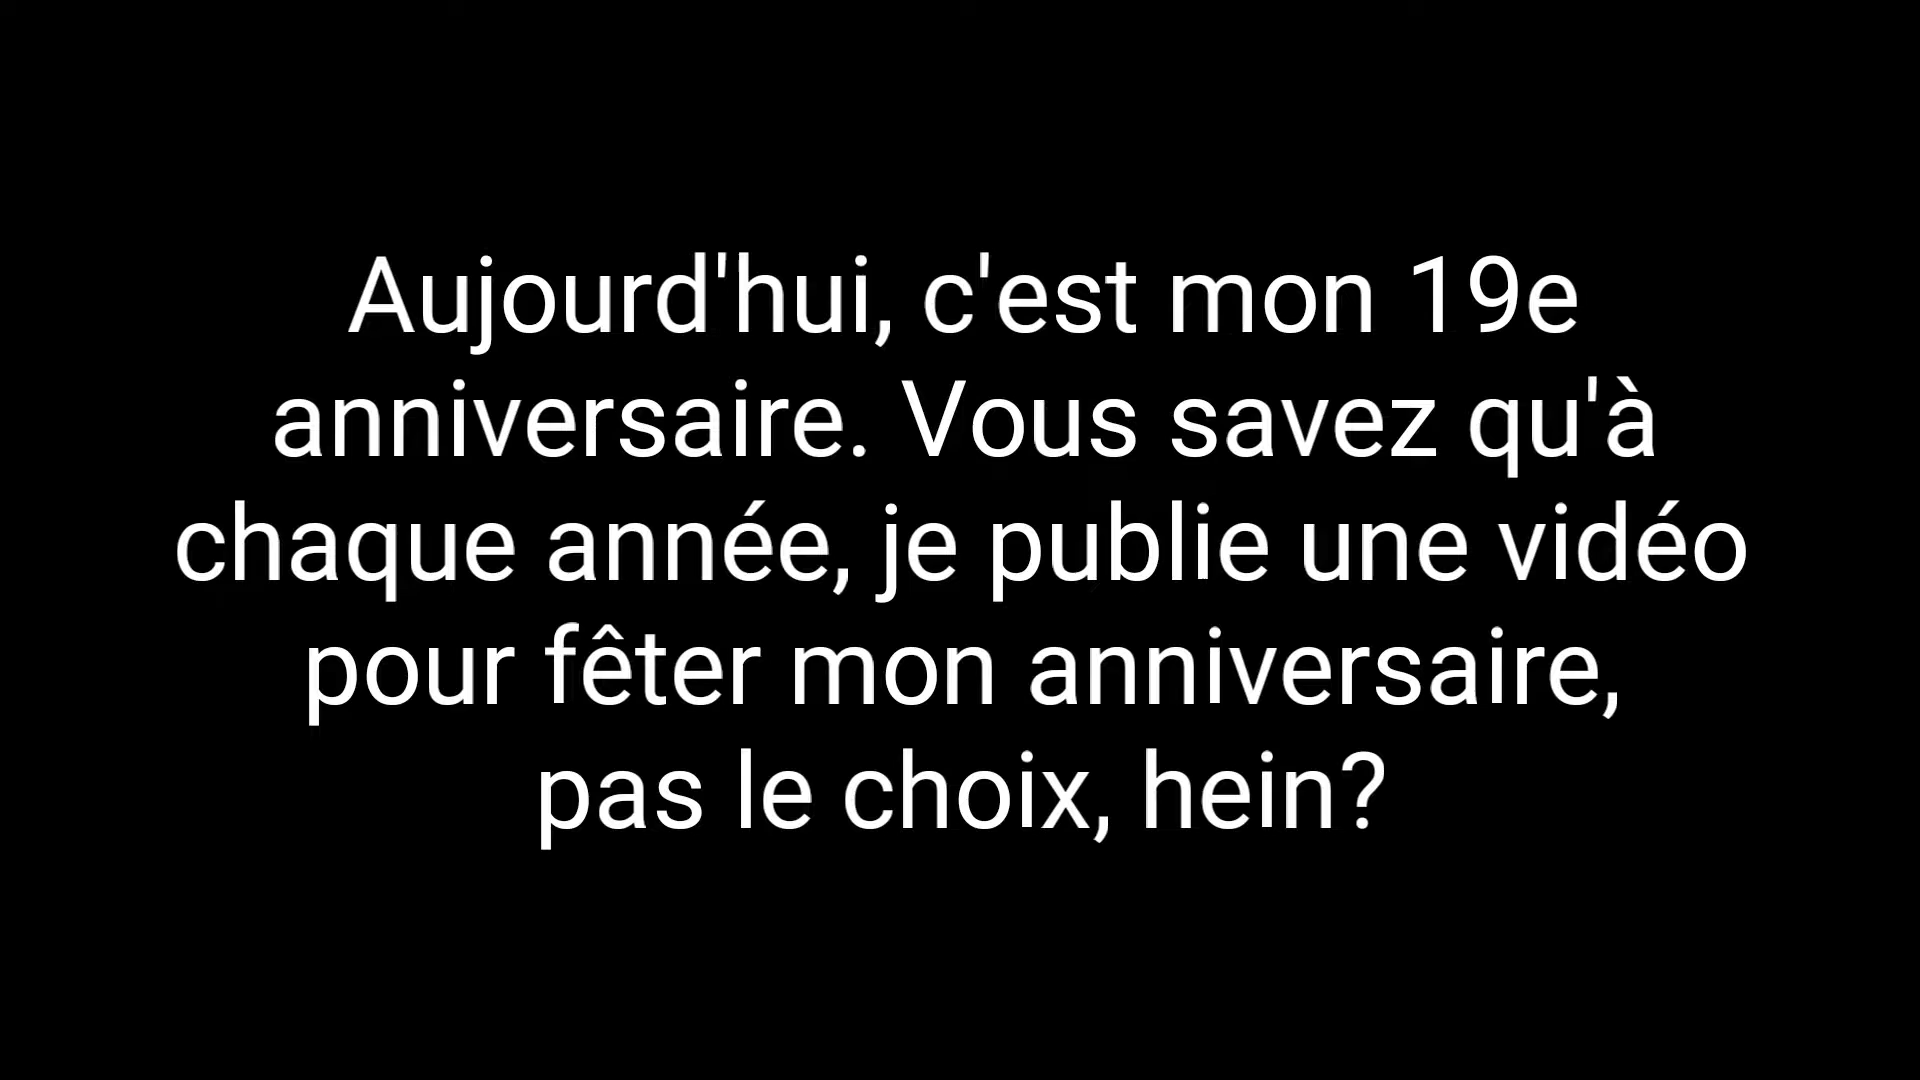 Aujourd'hui, c'est mon 19e
anniversaire. Vous savez qu'à
chaque année, je publie une vidéo
pour fêter mon anniversaire,
pas le choix, hein?